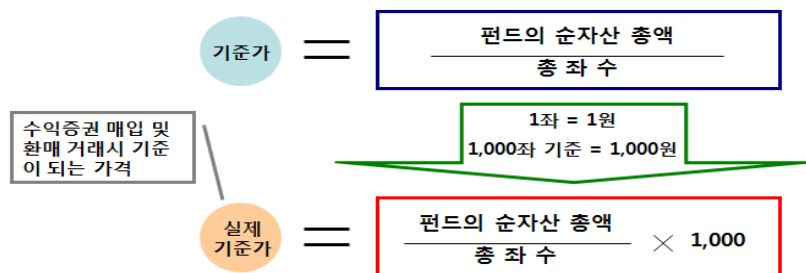 기준가
=
펀드의 순자산 총액
총 좌 수
수익증권 매입 및
환매 거래시 기준
이 되는 가격
1좌 = 1원
1,000좌 기준 = 1,000원
실제
기준가
=
펀드의 순자산 총액
총 좌 수
× 1,000